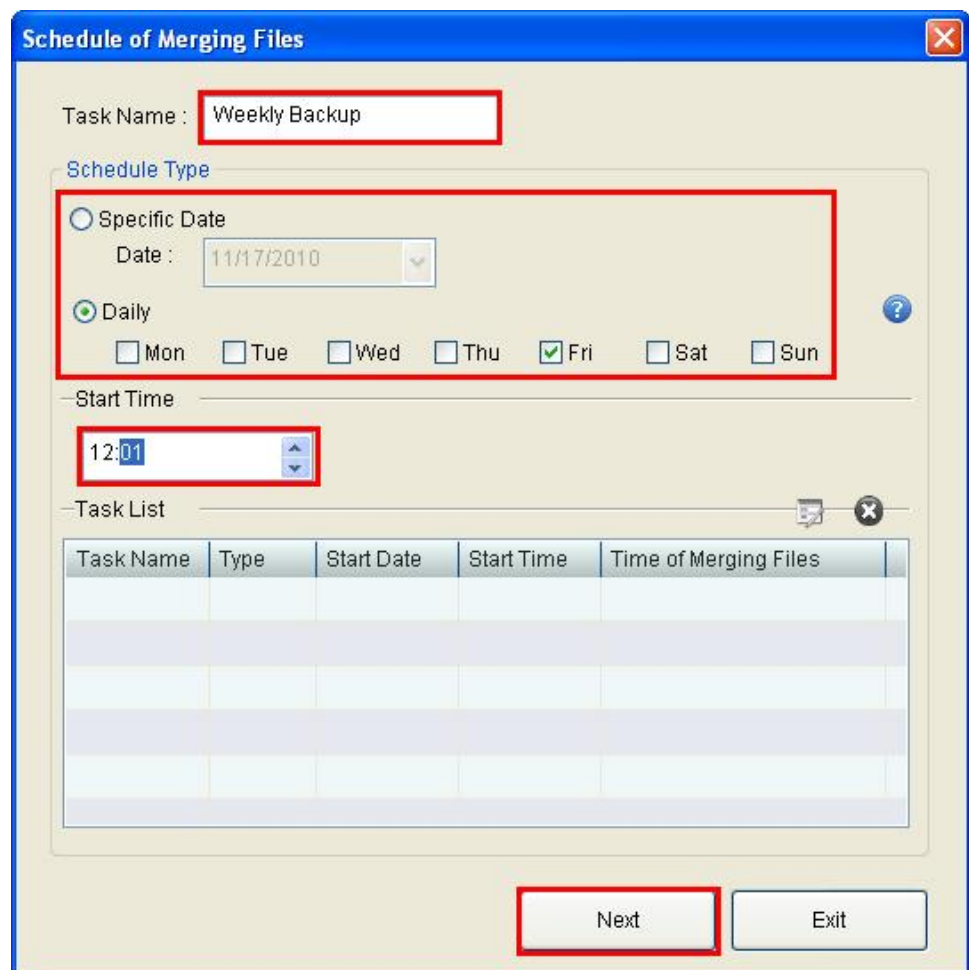 Schedule of Merging Files
Task Name : Weekly Backup
Schedule Type
Specific Date
Date : 11/17/2010
Daily
Mon Tue Wed Thu Fri Sat Sun
Start Time
12:01
Task List
Task Name Type Start Date Start Time Time of Merging Files
Next Exit